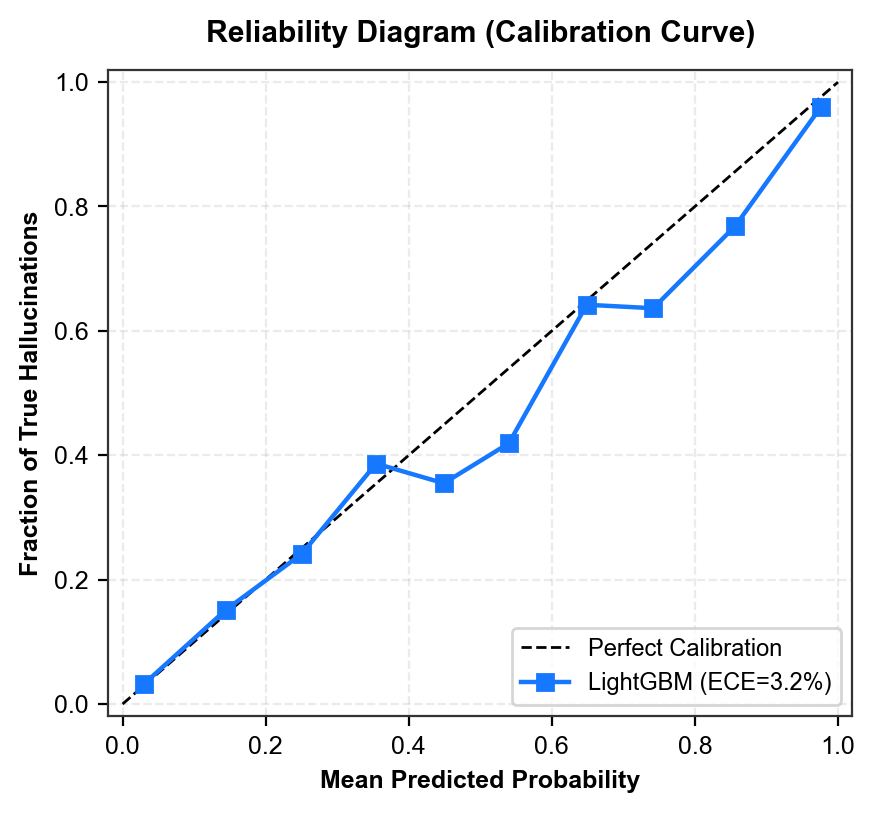 Reliability Diagram (Calibration Curve)
Fraction of True Hallucinations
1.0
0.8
0.6
0.4
0.2
0.0
Perfect Calibration
LightGBM (ECE=3.2%)
0.0 0.2 0.4 0.6 0.8 1.0
Mean Predicted Probability